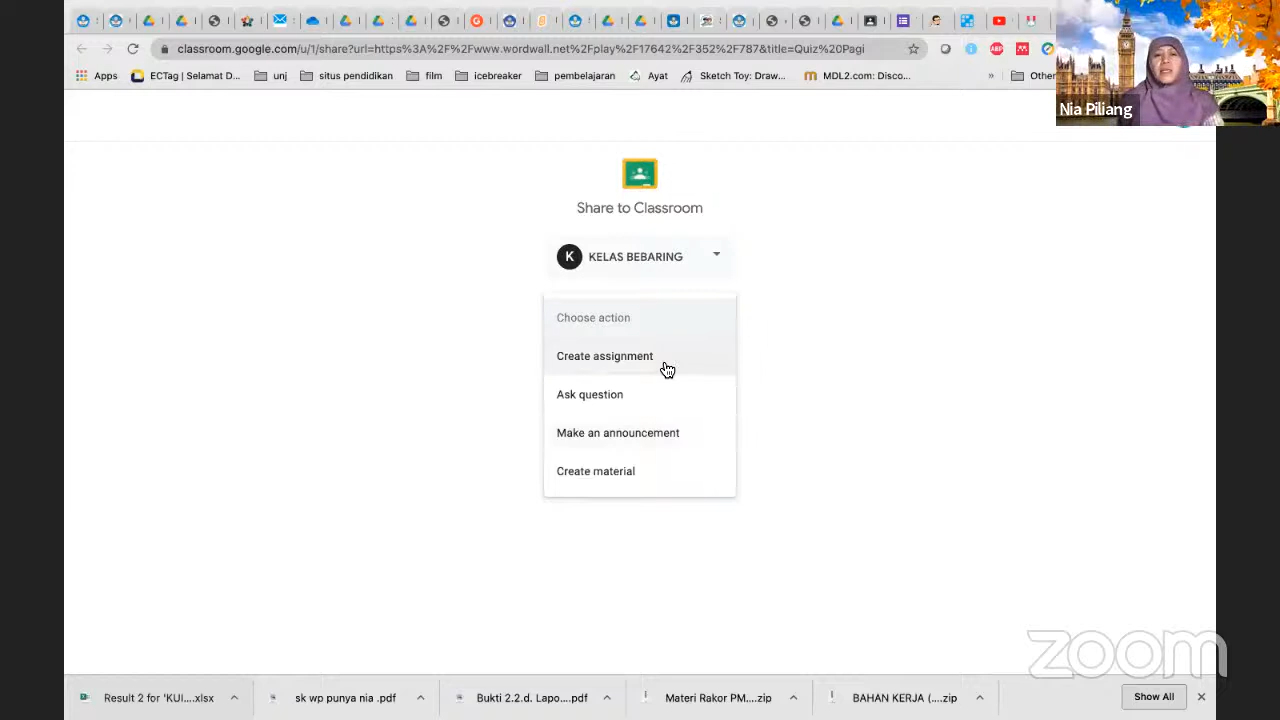 classroom.google.com/u/1/share?url=https%3A%2F%2Fwww.wordwall.net%2Fplay%2F17642%2F852%2F787&title=Quiz%20Pagi
ABP
Apps
ECTag | Selamat D...
unj
situs pendidikan
film
icebreaker
pembelajaran
Ayat
Sketch Toy: Draw...
MDL2.com: Disco...
»
Other
Nia Piliang
Share to Classroom
K KELAS BEBARING
Choose action
Create assignment
Ask question
Make an announcement
Create material
zoom
Result 2 for 'KUI....xlsx
sk wp punya nia .pdf
Bukti 2.2.d. Lapo....pdf
Materi Rakor PM....zip
BAHAN KERJA (....zip
Show All